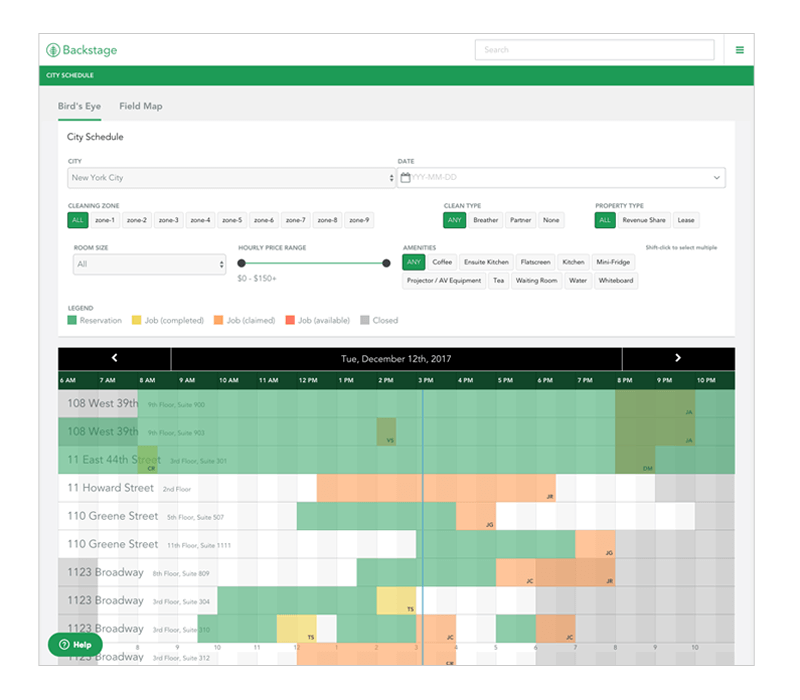 Backstage
Search
CITY SCHEDULE
Bird's Eye Field Map
City Schedule
CITY DATE
New York City YYY-MM-DD
CLEANING ZONE CLEAN TYPE PROPERTY TYPE
ALL zone-1 zone-2 zone-3 zone-4 zone-5 zone-6 zone-7 zone-8 zone-9 ANY Breather Partner None ALL Revenue Share Lease
ROOM SIZE HOURLY PRICE RANGE AMENITIES Shift-click to select multiple
All ANY Coffee Ensuite Kitchen Flatscreen Kitchen Mini-Fridge
$0 - $150+ Projector / AV Equipment Tea Waiting Room Water Whiteboard
LEGEND
Reservation Job (completed) Job (claimed) Job (available) Closed
Tue, December 12th, 2017
6 AM 7 AM 8 AM 9 AM 10 AM 11 AM 12 PM 1 PM 2 PM 3 PM 4 PM 5 PM 6 PM 7 PM 8 PM 9 PM 10 PM
108 West 39th 9th Floor, Suite 900 JA
108 West 39th 9th Floor, Suite 903 VS JA
11 East 44th Street 3rd Floor, Suite 301 CR DM
11 Howard Street 2nd Floor JR
110 Greene Street 5th Floor, Suite 507 JG
110 Greene Street 11th Floor, Suite 1111 JG
1123 Broadway 8th Floor, Suite 809 JC JR
1123 Broadway 3rd Floor, Suite 304 TS
1123 Broadway 3rd Floor, Suite 310 TS JC JC
Help 8 9 10 11 12 1 2 3 4 5 6 7 8 9 10
1123 Broadway 3rd Floor, Suite 312 CR